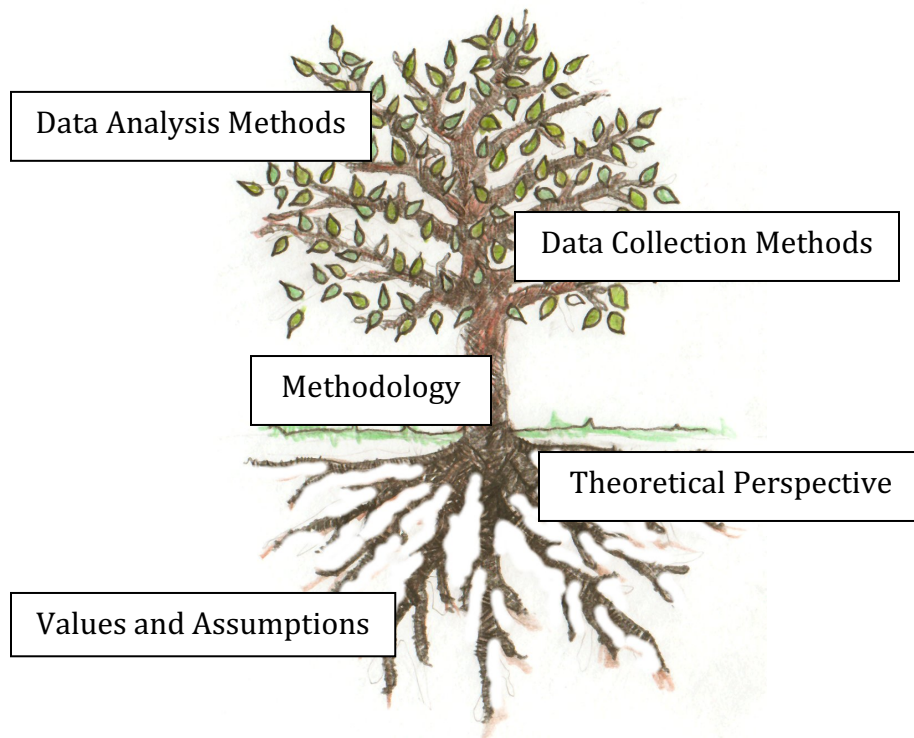 Data Analysis Methods
Data Collection Methods
Methodology
Theoretical Perspective
Values and Assumptions